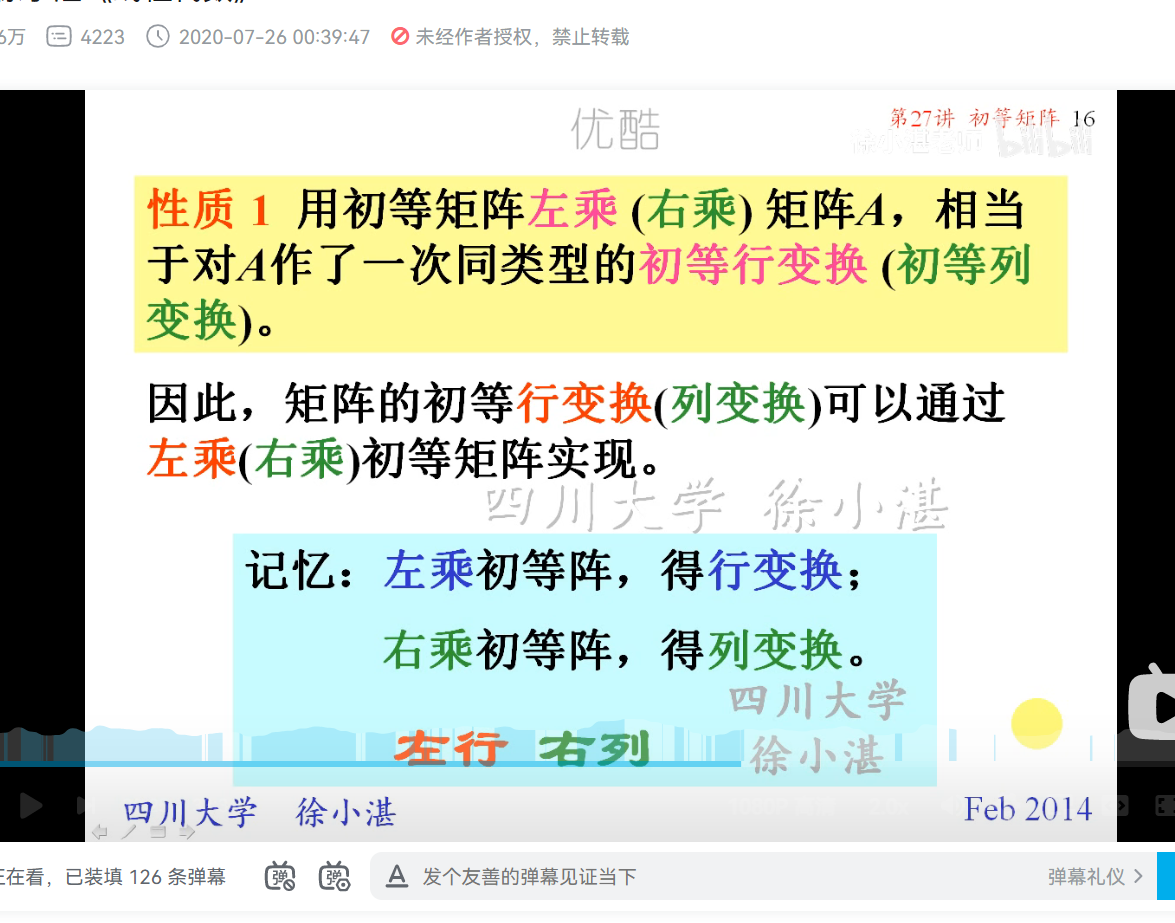 6万 4223 2020-07-26 00:39:47 未经作者授权，禁止转载
优酷
第27讲 初等矩阵 16
bilibili
性质 1 用初等矩阵左乘 (右乘) 矩阵A，相当
于对A作了一次同类型的初等行变换 (初等列
变换)。
因此，矩阵的初等行变换(列变换)可以通过
左乘(右乘)初等矩阵实现。
四川大学 徐小湛
记忆：左乘初等阵，得行变换；
右乘初等阵，得列变换。
四川大学
左行 右列
徐小湛
四川大学 徐小湛
Feb 2014
在看，已装填 126 条弹幕
发个友善的弹幕见证当下
弹幕礼仪 >